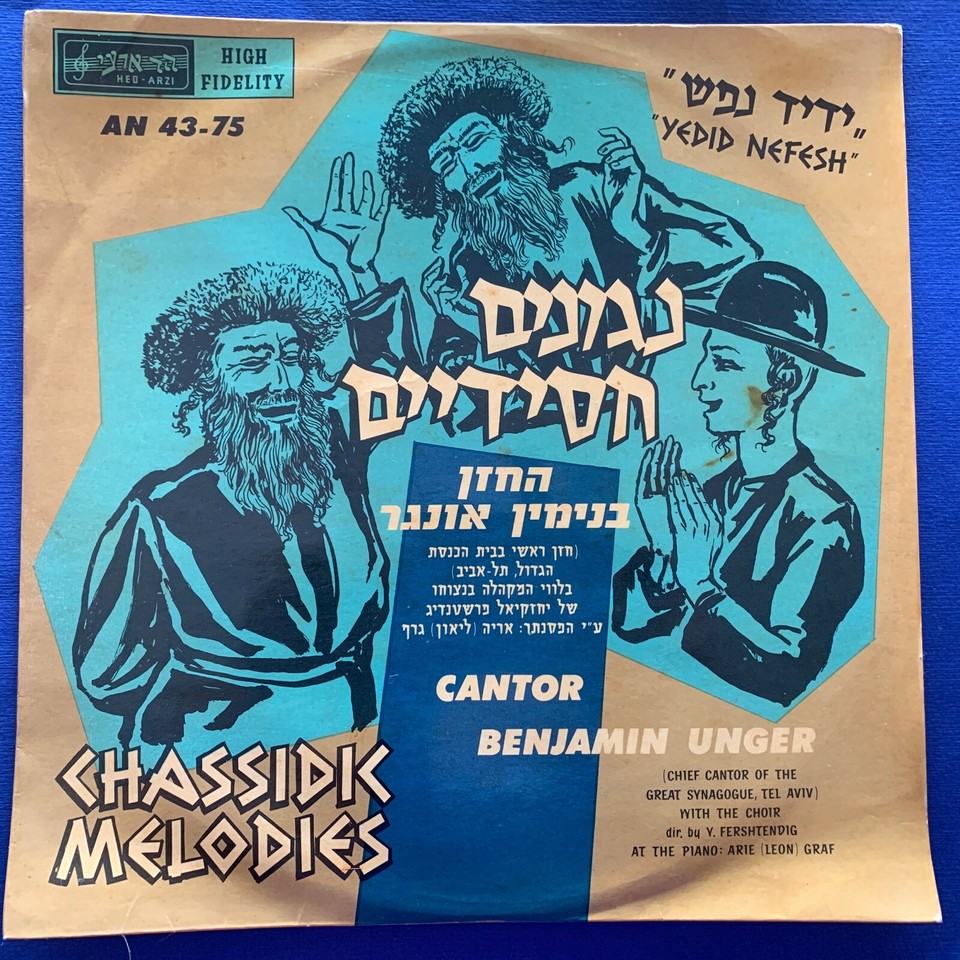 הד ארצי
HED-ARZI
HIGH
FIDELITY
AN 43-75
"ידיד נפש"
"YEDID NEFESH"
נגונים
חסידיים
החזן
בנימין אונגר
(חזן ראשי בבית הכנסת
הגדול, תל-אביב)
בלווי המקהלה בנצוחו
של יחזקיאל פרשטנדיג
ע"י הפסנתר: אריה (ליאון) גרף
CANTOR
BENJAMIN UNGER
(CHIEF CANTOR OF THE
GREAT SYNAGOGUE, TEL AVIV)
WITH THE CHOIR
dir. by Y. FERSHTENDIG
AT THE PIANO: ARIE (LEON) GRAF
CHASSIDIC
MELODIES